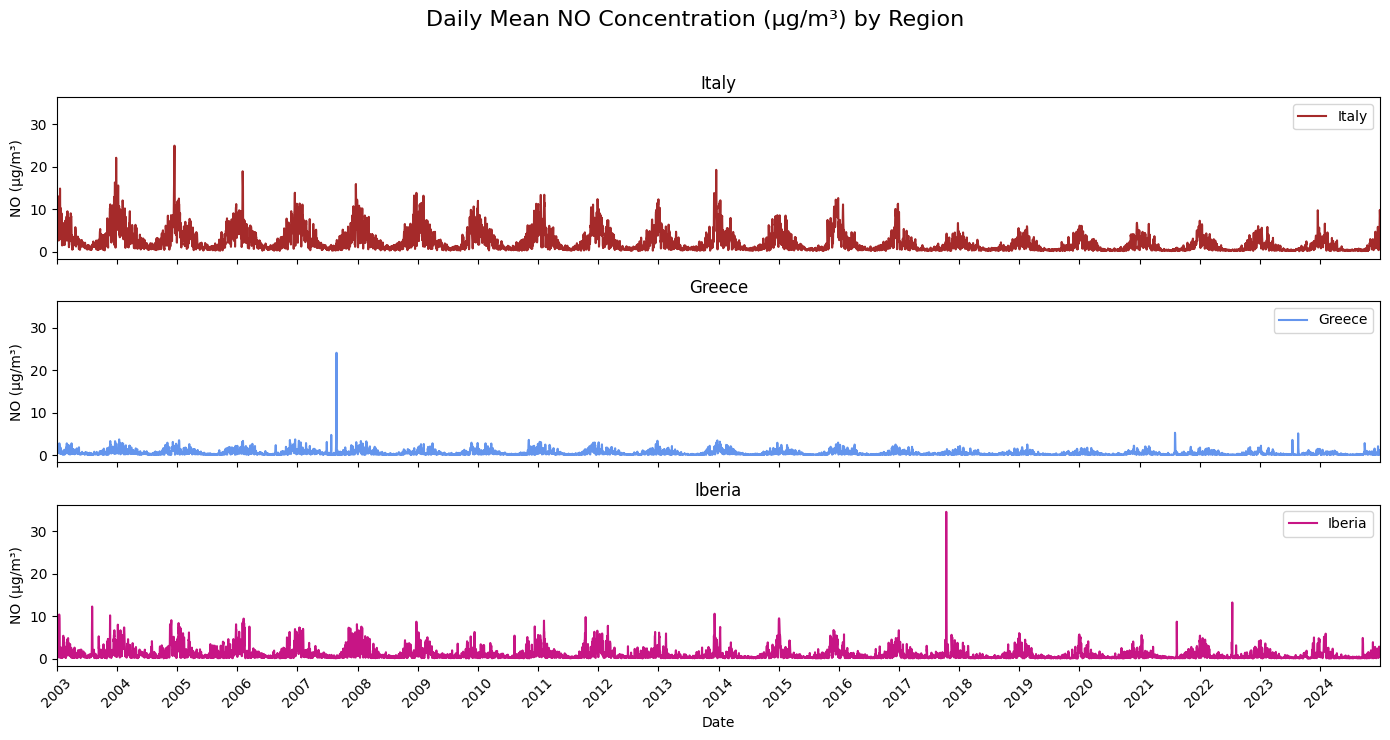 Daily Mean NO Concentration (µg/m³) by Region
Italy
30
20
10
0
NO (µg/m³)
Italy
Greece
30
20
10
0
NO (µg/m³)
Greece
Iberia
30
20
10
0
NO (µg/m³)
Iberia
2003 2004 2005 2006 2007 2008 2009 2010 2011 2012 2013 2014 2015 2016 2017 2018 2019 2020 2021 2022 2023 2024
Date